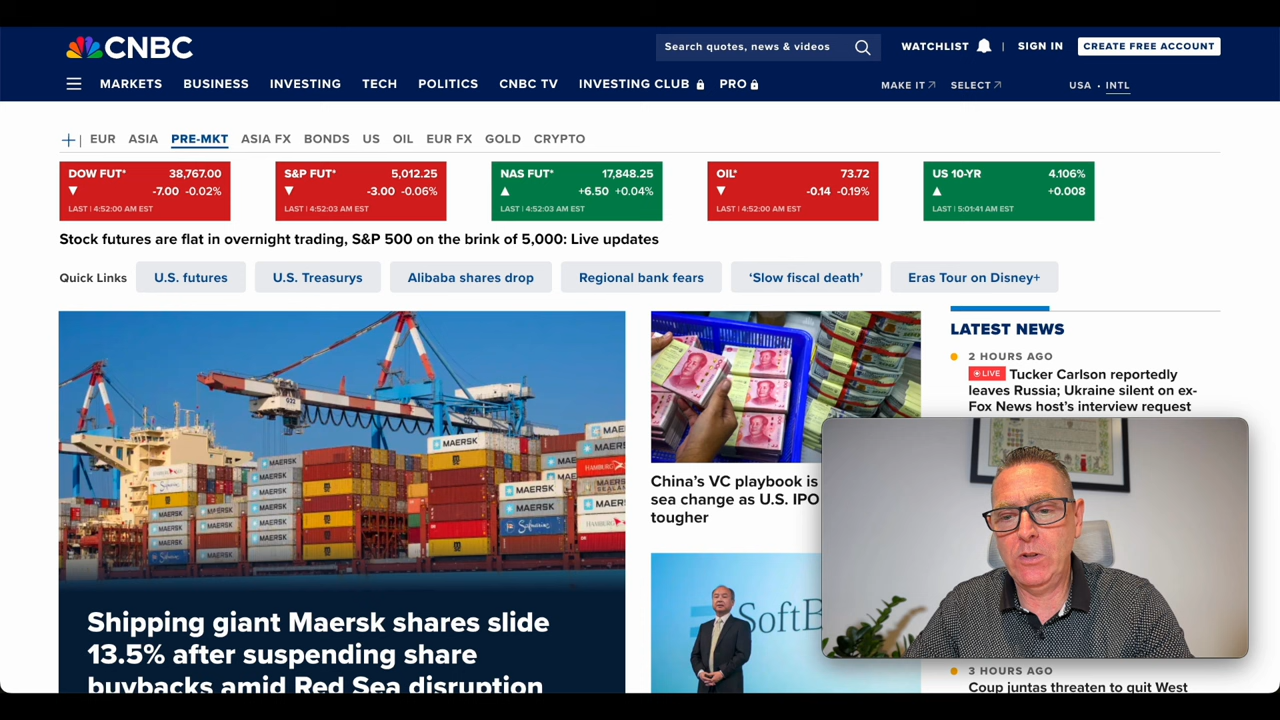 CNBC
Search quotes, news & videos
WATCHLIST
SIGN IN
CREATE FREE ACCOUNT
MARKETS BUSINESS INVESTING TECH POLITICS CNBC TV INVESTING CLUB PRO
MAKE IT SELECT USA • INTL
EUR ASIA PRE-MKT ASIA FX BONDS US OIL EUR FX GOLD CRYPTO
DOW FUT* 38,767.00
-7.00 -0.02%
LAST | 4:52:00 AM EST
S&P FUT* 5,012.25
-3.00 -0.06%
LAST | 4:52:03 AM EST
NAS FUT* 17,848.25
+6.50 +0.04%
LAST | 4:52:03 AM EST
OIL* 73.72
-0.14 -0.19%
LAST | 4:52:00 AM EST
US 10-YR 4.106%
+0.008
LAST | 5:01:41 AM EST
Stock futures are flat in overnight trading, S&P 500 on the brink of 5,000: Live updates
Quick Links U.S. futures U.S. Treasurys Alibaba shares drop Regional bank fears ‘Slow fiscal death’ Eras Tour on Disney+
MAERSK
MAERSK
MAERSK
MAERSK
Shipping giant Maersk shares slide
13.5% after suspending share
buybacks amid Red Sea disruption
China’s VC playbook is
sea change as U.S. IPO
tougher
SoftB
LATEST NEWS
2 HOURS AGO
LIVE Tucker Carlson reportedly
leaves Russia; Ukraine silent on ex-
Fox News host’s interview request
3 HOURS AGO
Coup juntas threaten to quit West